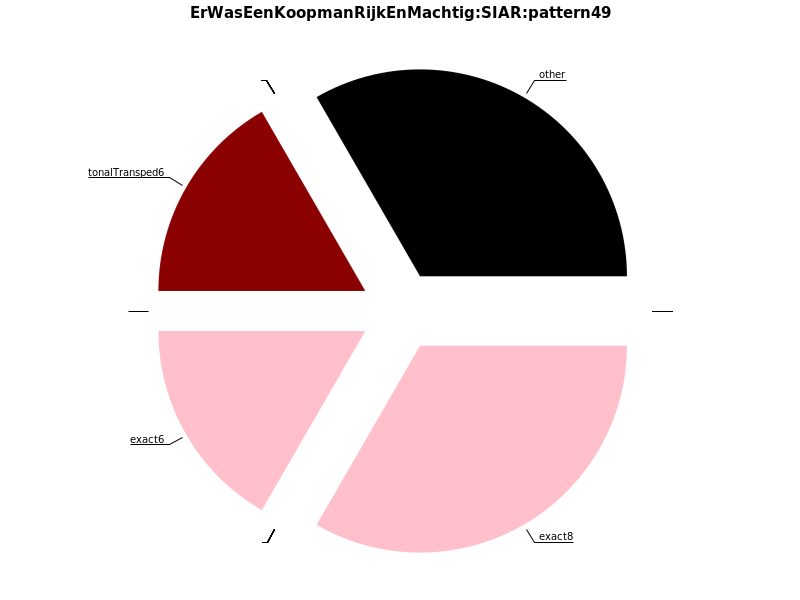 ErWasEenKoopmanRijkEnMachtig:SIAR:pattern49
other
tonalTransped6
exact6
exact8